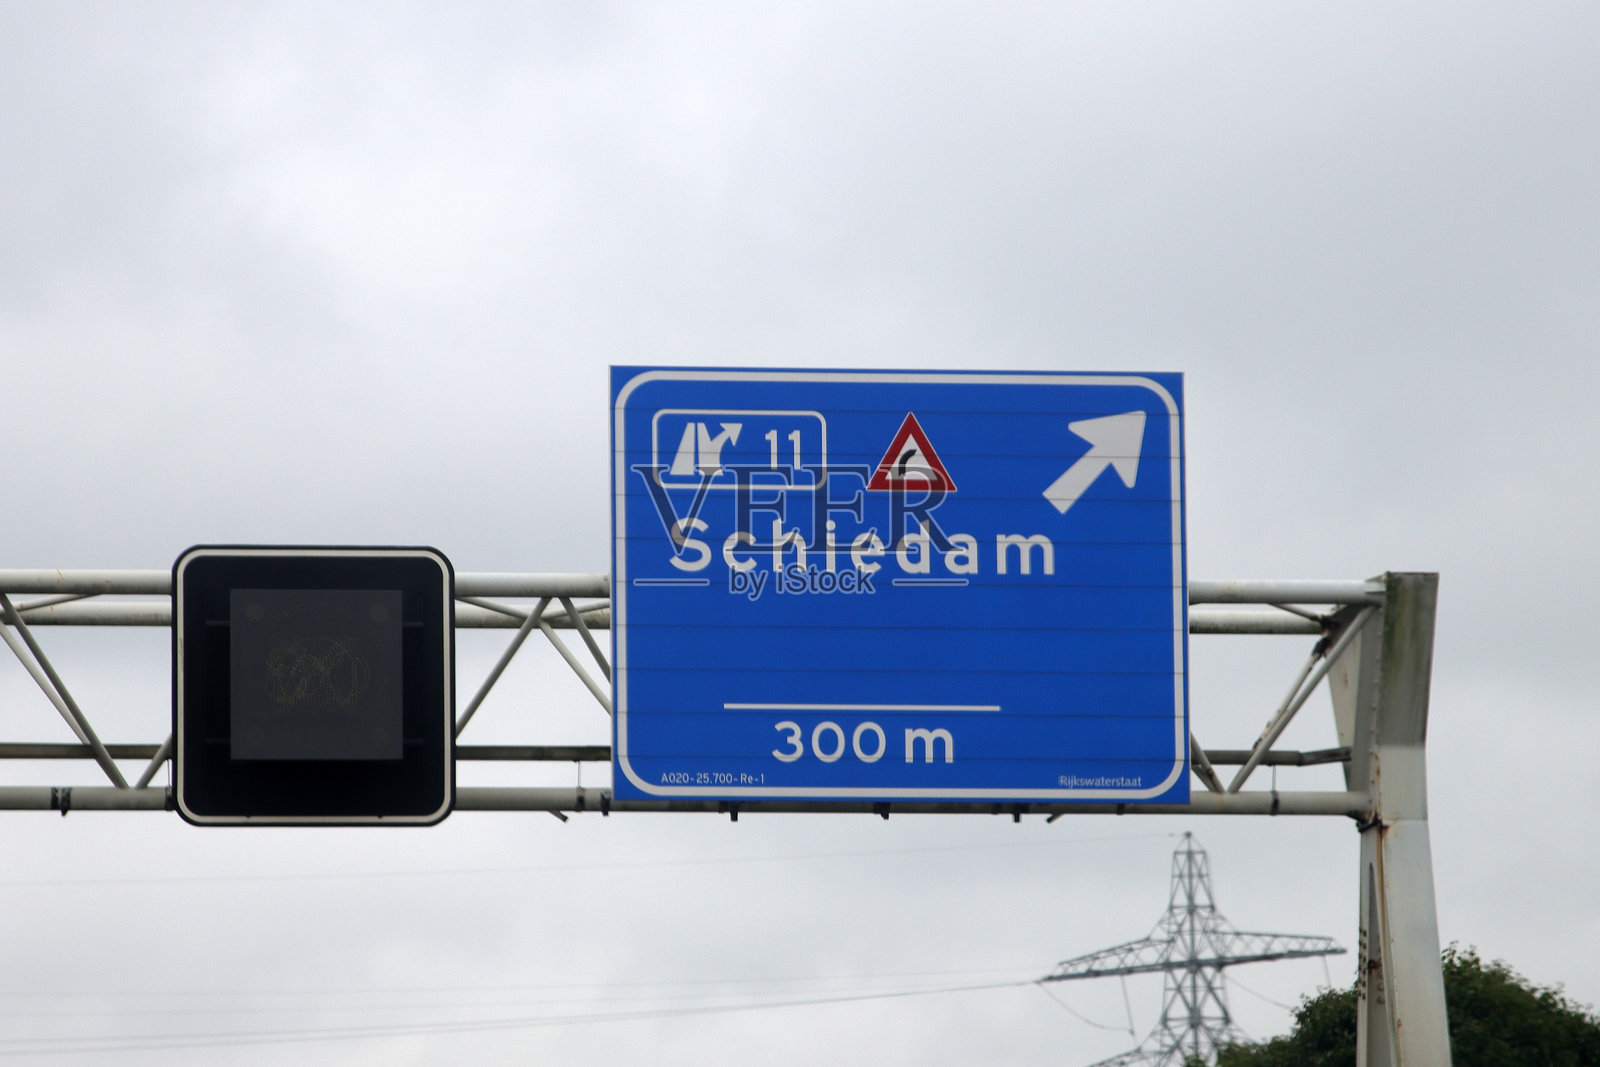 11
Schiedam
300 m
A020-25.700-Re-1
Rijkswaterstaat
VEER
by iStock